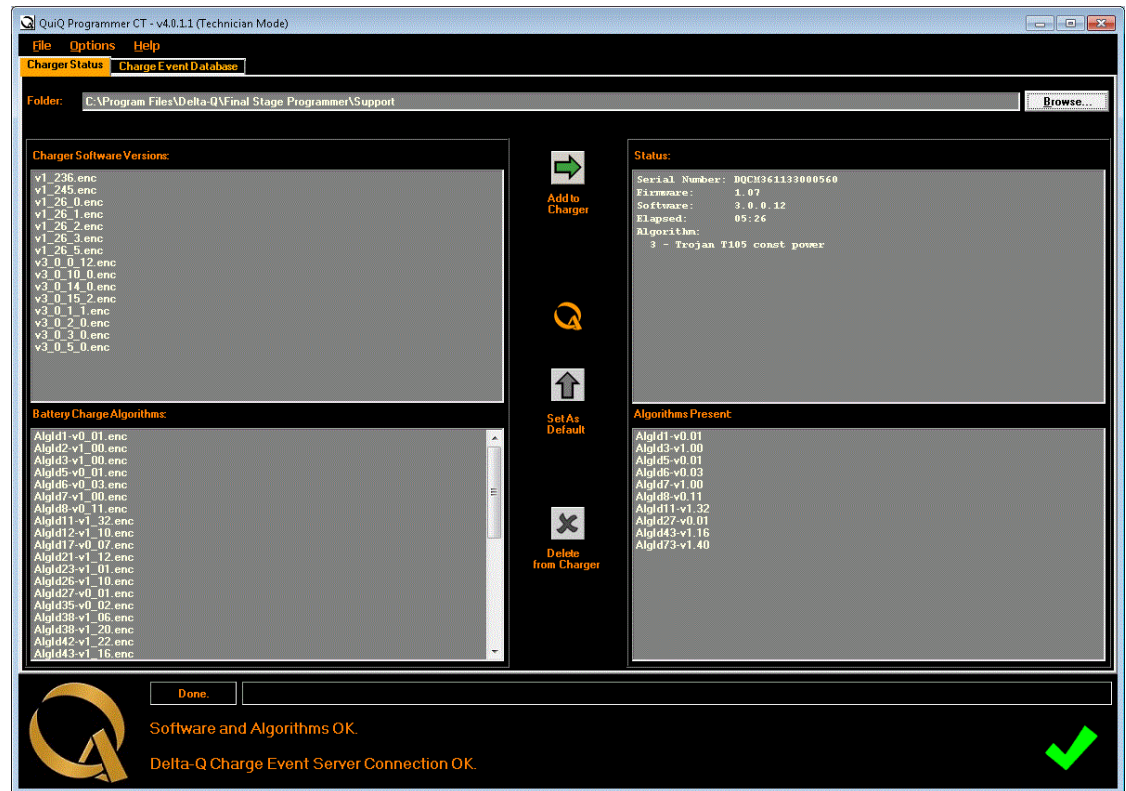 QuiQ Programmer CT - v4.0.1.1 (Technician Mode)
File Options Help
Charger Status Charge Event Database
Folder: C:\Program Files\Delta-Q\Final Stage Programmer\Support Browse...
Charger Software Versions:
v1_236.enc
v1_245.enc
v1_26_0.enc
v1_26_1.enc
v1_26_2.enc
v1_26_3.enc
v1_26_5.enc
v3_0_0_12.enc
v3_0_10_0.enc
v3_0_14_0.enc
v3_0_15_2.enc
v3_0_1_1.enc
v3_0_2_0.enc
v3_0_3_0.enc
v3_0_5_0.enc
Add to
Charger
Status:
Serial Number: DQCM361133000560
Firmware: 1.07
Software: 3.0.0.12
Elapsed: 05:26
Algorithm:
3 - Trojan T105 const power
Battery Charge Algorithms:
AlgId1-v0_01.enc
AlgId2-v1_00.enc
AlgId3-v1_00.enc
AlgId5-v0_01.enc
AlgId6-v0_03.enc
AlgId7-v1_00.enc
AlgId8-v0_11.enc
AlgId11-v1_32.enc
AlgId12-v1_10.enc
AlgId17-v0_07.enc
AlgId21-v1_12.enc
AlgId23-v1_01.enc
AlgId26-v1_10.enc
AlgId27-v0_01.enc
AlgId35-v0_02.enc
AlgId38-v1_06.enc
AlgId38-v1_20.enc
AlgId42-v1_22.enc
AlgId43-v1_16.enc
Set As
Default
Delete
from Charger
Algorithms Present:
AlgId1-v0.01
AlgId3-v1.00
AlgId5-v0.01
AlgId6-v0.03
AlgId7-v1.00
AlgId8-v0.11
AlgId11-v1.32
AlgId27-v0.01
AlgId43-v1.16
AlgId73-v1.40
Done.
Software and Algorithms OK.
Delta-Q Charge Event Server Connection OK.